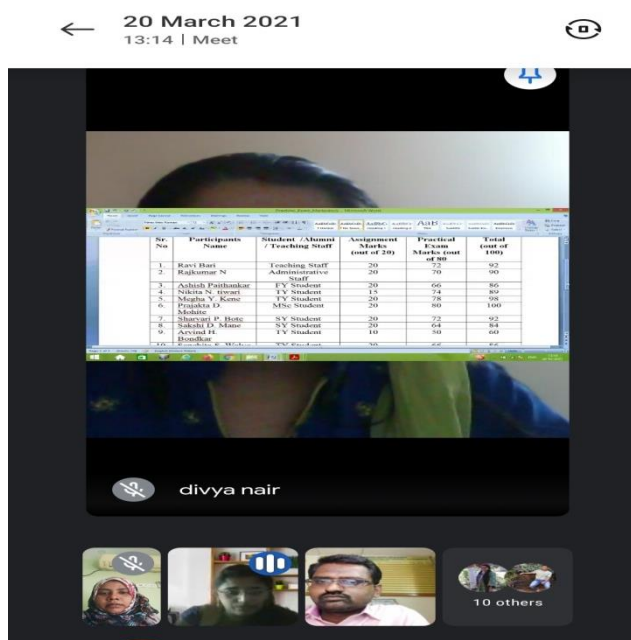 20 March 2021
13:14 | Meet
Sr. No Participants Name Student /Alumni / Teaching Staff Assignment Marks (out of 20) Practical Exam Marks (out of 80 Total (out of 100)
1. Ravi Bari Teaching Staff 20 72 92
2. Rajkumar N Administrative Staff 20 70 90
3. Ashish Paithankar FY Student 20 66 86
4. Nikita N. tiwari TY Student 15 74 89
5. Megha Y. Kene TY Student 20 78 98
6. Prajakta D. Mohite MSc Student 20 80 100
7. Sharvari P. Bote SY Student 20 72 92
8. Sakshi D. Mane SY Student 20 64 84
9. Arvind H. Bondkar TY Student 10 50 60
divya nair
10 others